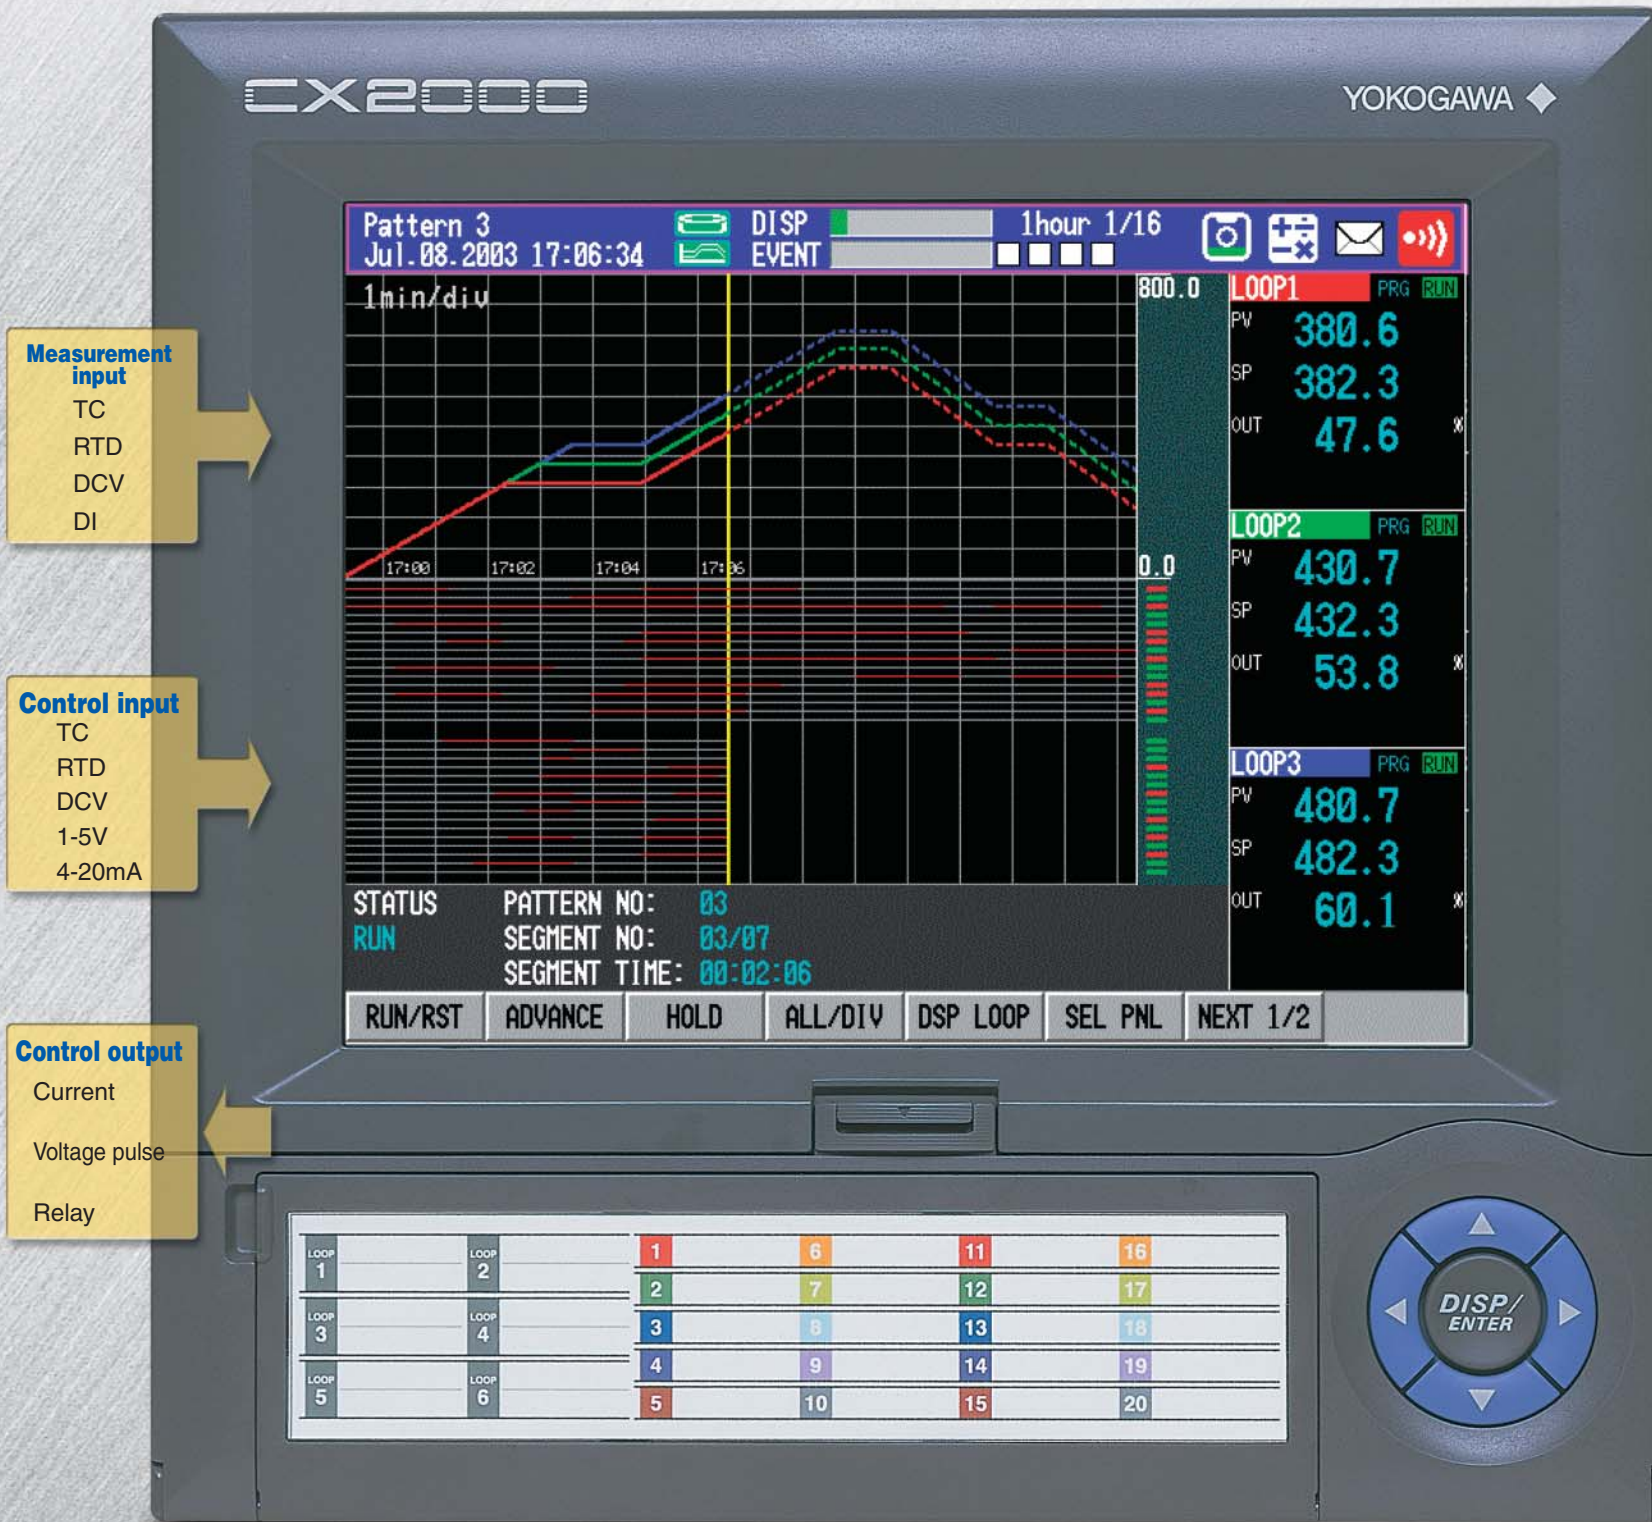 CX2000
YOKOGAWA
Pattern 3
Jul.08.2003 17:06:34
DISP
EVENT
1hour 1/16
1min/div
800.0
0.0
17:00
17:02
17:04
17:06
LOOP1 PRG RUN
PV 380.6
SP 382.3
OUT 47.6 %
LOOP2 PRG RUN
PV 430.7
SP 432.3
OUT 53.8 %
LOOP3 PRG RUN
PV 480.7
SP 482.3
OUT 60.1 %
STATUS
RUN
PATTERN NO: 03
SEGMENT NO: 03/07
SEGMENT TIME: 00:02:06
RUN/RST
ADVANCE
HOLD
ALL/DIV
DSP LOOP
SEL PNL
NEXT 1/2
Measurement
input
TC
RTD
DCV
DI
Control input
TC
RTD
DCV
1-5V
4-20mA
Control output
Current
Voltage pulse
Relay
LOOP
1
LOOP
2
LOOP
3
LOOP
4
LOOP
5
LOOP
6
1
2
3
4
5
6
7
8
9
10
11
12
13
14
15
16
17
18
19
20
DISP/
ENTER